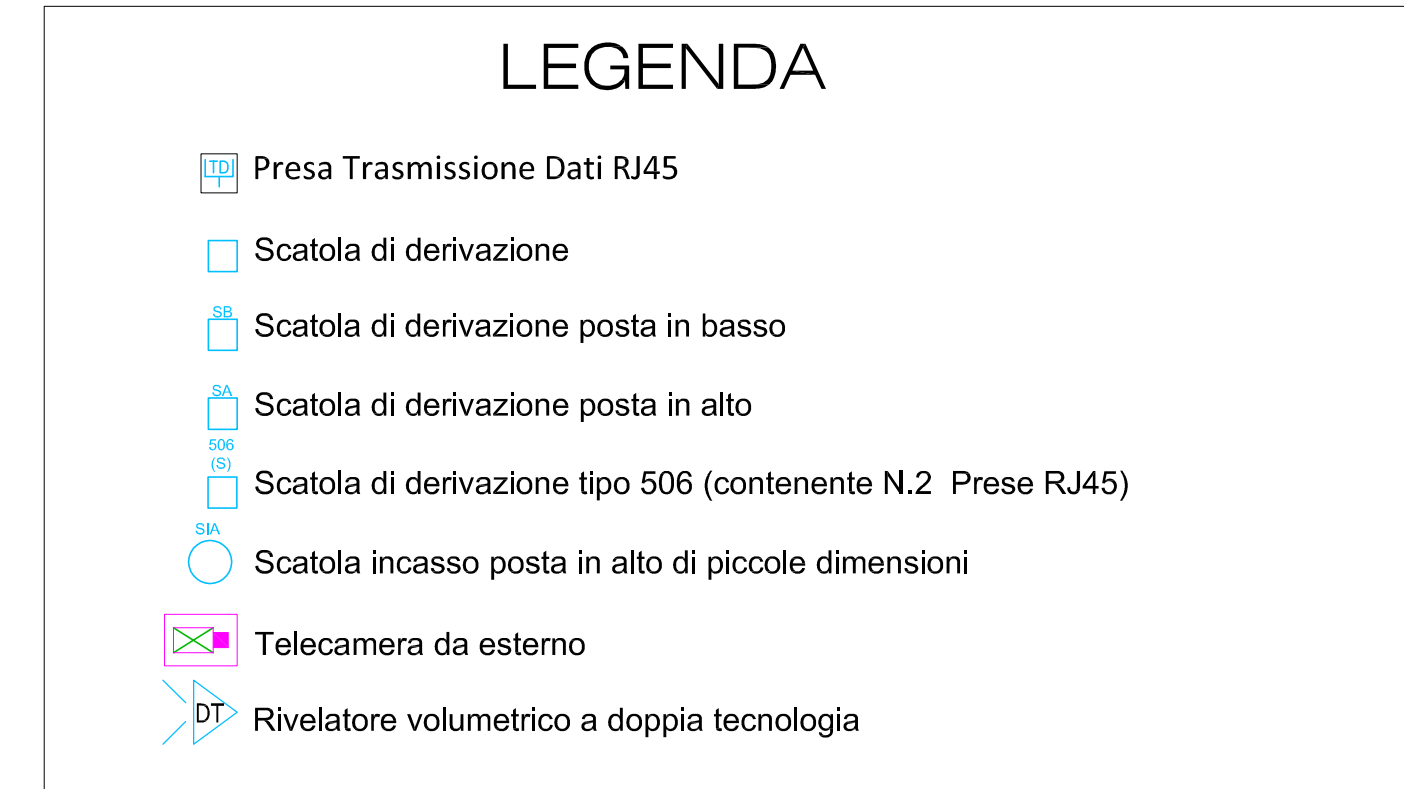 LEGENDA
TD Presa Trasmissione Dati RJ45
Scatola di derivazione
SB
Scatola di derivazione posta in basso
SA
Scatola di derivazione posta in alto
506
(S)
Scatola di derivazione tipo 506 (contenente N.2 Prese RJ45)
SIA
Scatola incasso posta in alto di piccole dimensioni
Telecamera da esterno
DT Rivelatore volumetrico a doppia tecnologia